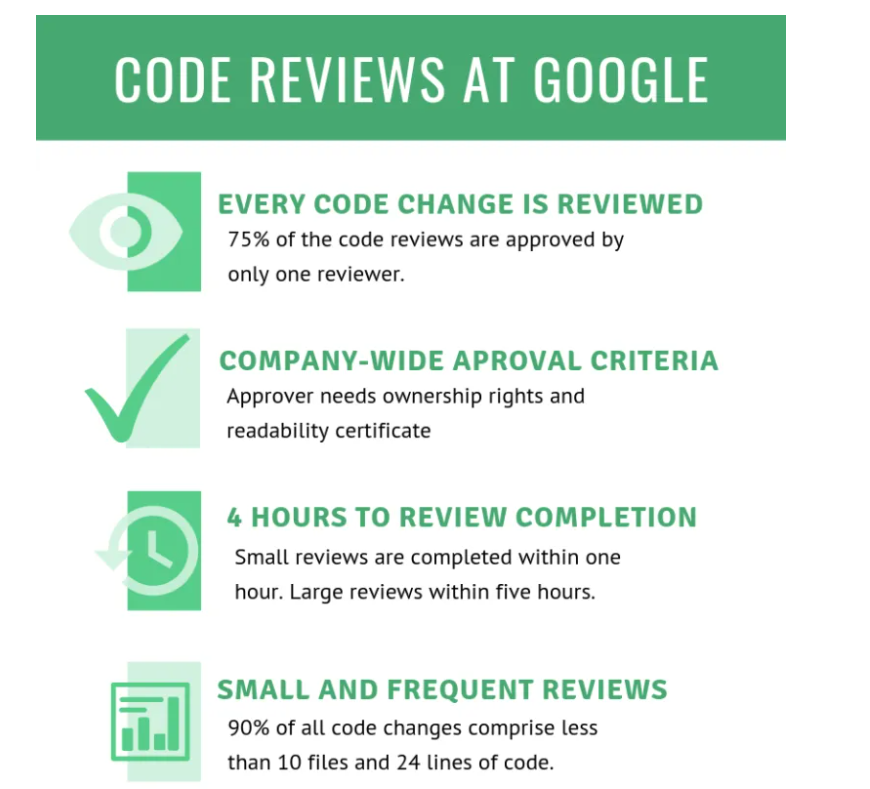 CODE REVIEWS AT GOOGLE
EVERY CODE CHANGE IS REVIEWED
75% of the code reviews are approved by
only one reviewer.
COMPANY-WIDE APROVAL CRITERIA
Approver needs ownership rights and
readability certificate
4 HOURS TO REVIEW COMPLETION
Small reviews are completed within one
hour. Large reviews within five hours.
SMALL AND FREQUENT REVIEWS
90% of all code changes comprise less
than 10 files and 24 lines of code.